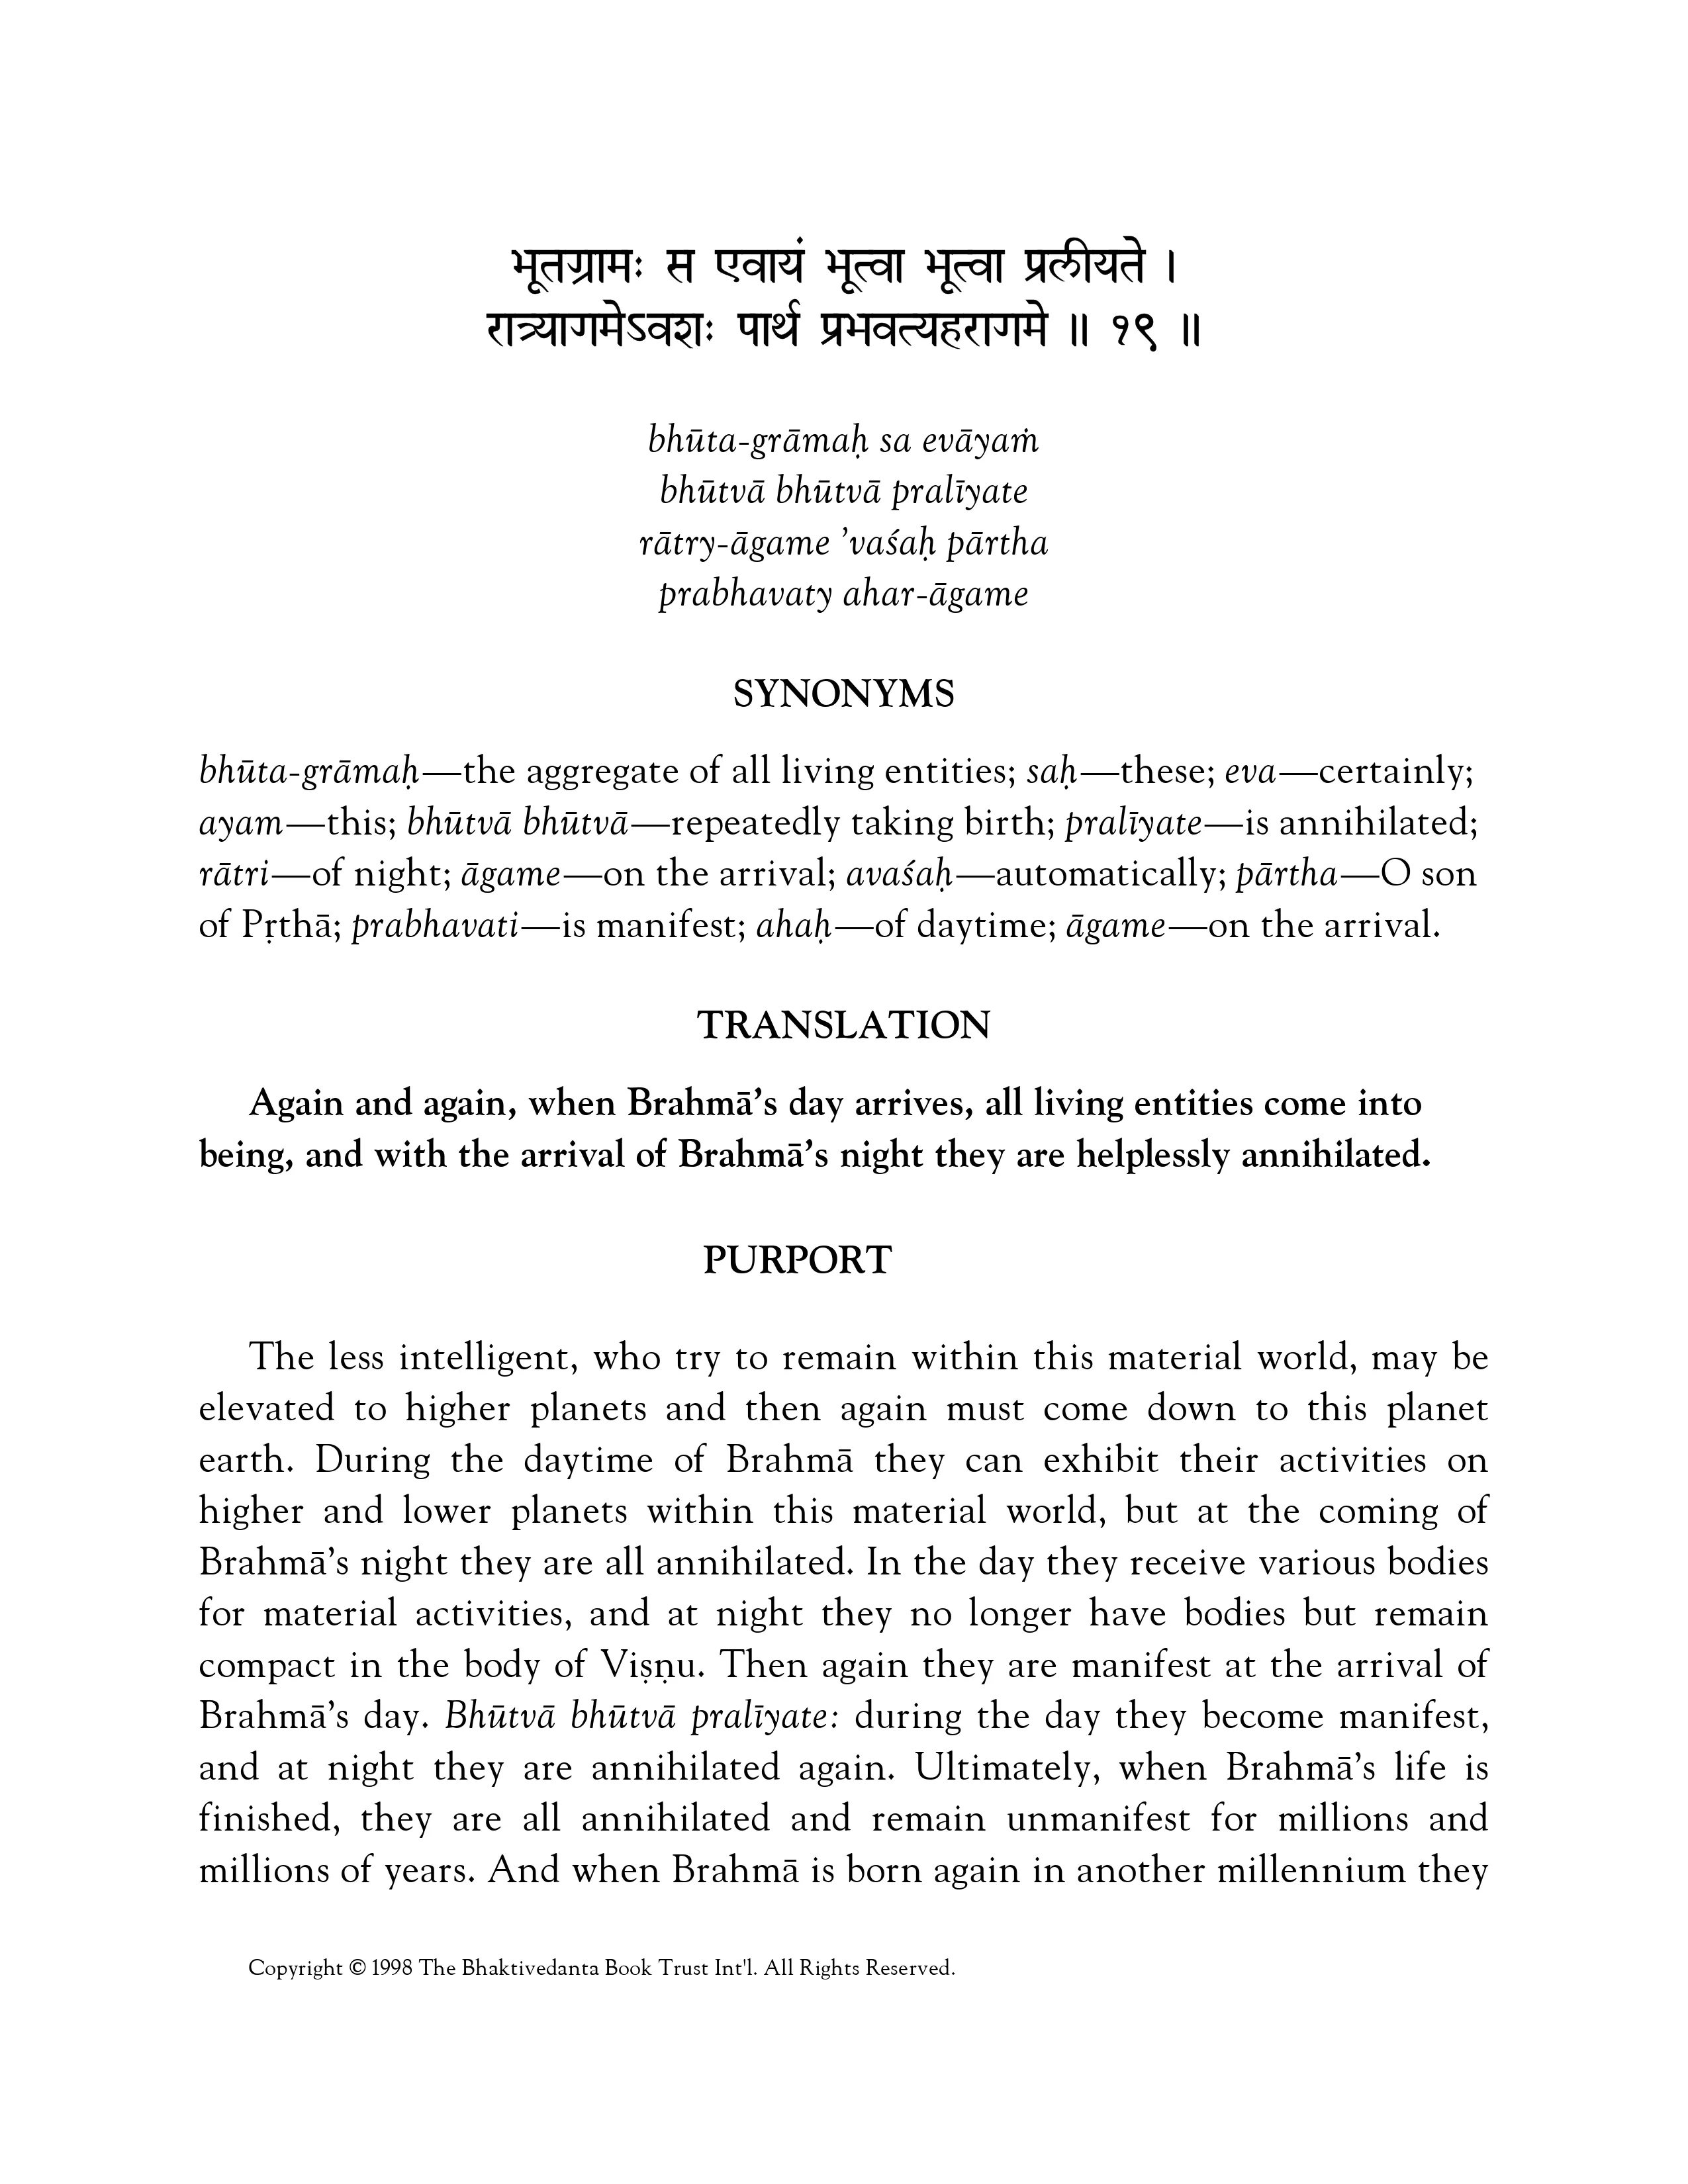 भूतग्रामः स एवायं भूत्वा भूत्वा प्रलीयते ।
रात्र्यागमेऽवशः पार्थ प्रभवत्यहरागमे ॥ १९ ॥
bhūta-grāmaḥ sa evāyaṁ
bhūtvā bhūtvā pralīyate
rātry-āgame ’vaśaḥ pārtha
prabhavaty ahar-āgame
SYNONYMS
bhūta-grāmaḥ—the aggregate of all living entities; saḥ—these; eva—certainly;
ayam—this; bhūtvā bhūtvā—repeatedly taking birth; pralīyate—is annihilated;
rātri—of night; āgame—on the arrival; avaśaḥ—automatically; pārtha—O son
of Pṛthā; prabhavati—is manifest; ahaḥ—of daytime; āgame—on the arrival.
TRANSLATION
Again and again, when Brahmā’s day arrives, all living entities come into
being, and with the arrival of Brahmā’s night they are helplessly annihilated.
PURPORT
The less intelligent, who try to remain within this material world, may be
elevated to higher planets and then again must come down to this planet
earth. During the daytime of Brahmā they can exhibit their activities on
higher and lower planets within this material world, but at the coming of
Brahmā’s night they are all annihilated. In the day they receive various bodies
for material activities, and at night they no longer have bodies but remain
compact in the body of Viṣṇu. Then again they are manifest at the arrival of
Brahmā’s day. Bhūtvā bhūtvā pralīyate: during the day they become manifest,
and at night they are annihilated again. Ultimately, when Brahmā’s life is
finished, they are all annihilated and remain unmanifest for millions and
millions of years. And when Brahmā is born again in another millennium they
Copyright © 1998 The Bhaktivedanta Book Trust Int'l. All Rights Reserved.